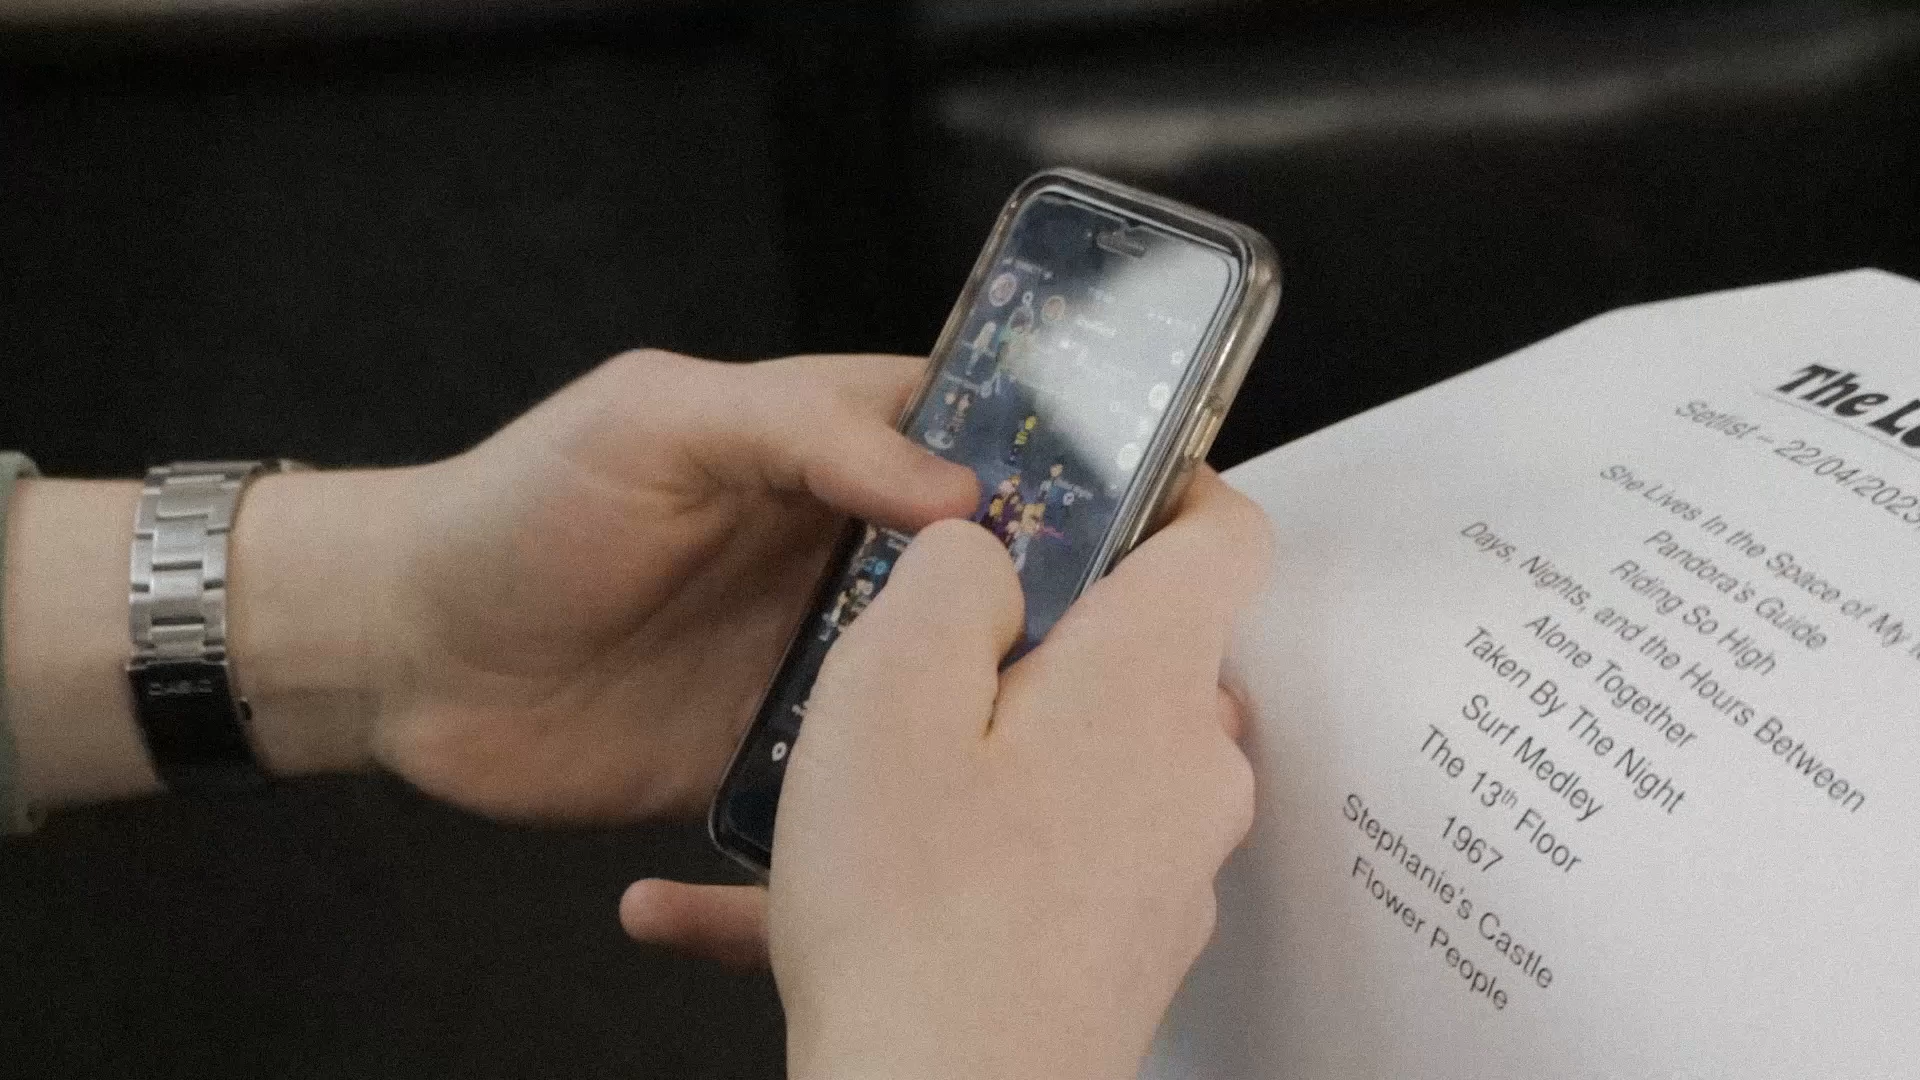 The L
Setlist – 22/04/2023
She Lives In the Space of My
Pandora's Guide
Riding So High
Days, Nights, and the Hours Between
Alone Together
Taken By The Night
Surf Medley
The 13th Floor
1967
Stephanie's Castle
Flower People
CASIO